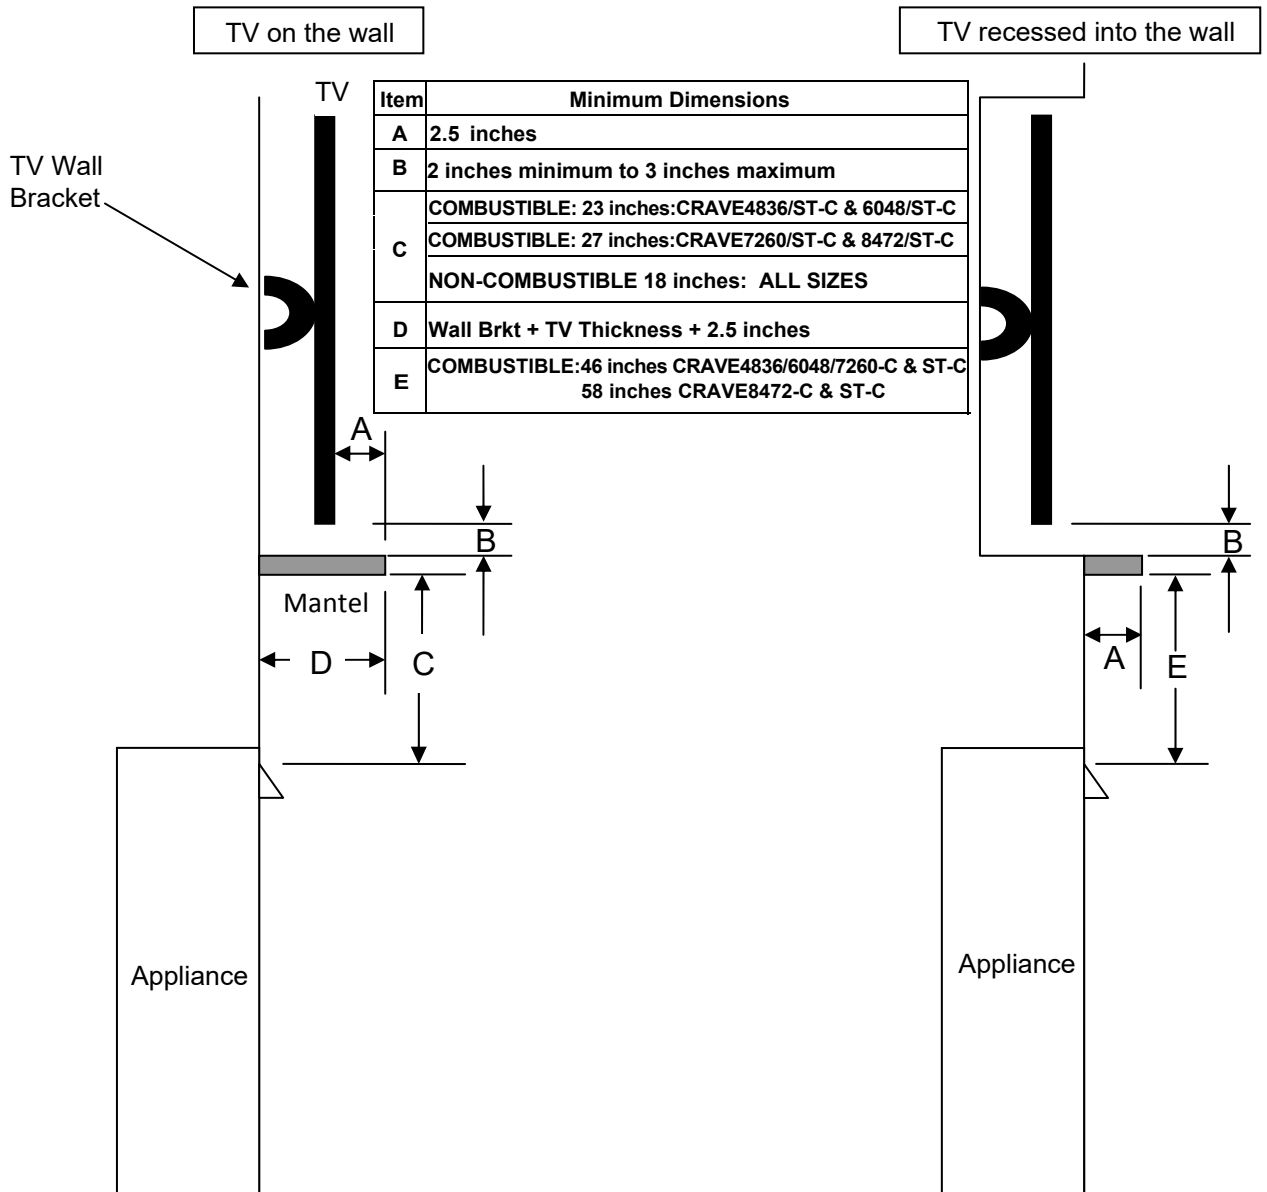 TV on the wall
TV recessed into the wall
TV
TV Wall
Bracket
Item Minimum Dimensions
A 2.5 inches
B 2 inches minimum to 3 inches maximum
C
COMBUSTIBLE: 23 inches:CRAVE4836/ST-C & 6048/ST-C
COMBUSTIBLE: 27 inches:CRAVE7260/ST-C & 8472/ST-C
NON-COMBUSTIBLE 18 inches: ALL SIZES
D Wall Brkt + TV Thickness + 2.5 inches
E
COMBUSTIBLE:46 inches CRAVE4836/6048/7260-C & ST-C
58 inches CRAVE8472-C & ST-C
A
B
Mantel
D
C
Appliance
B
A
E
Appliance